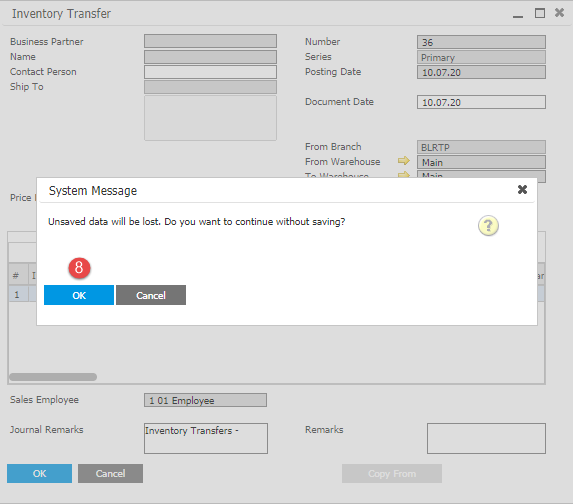 Inventory Transfer
Business Partner
Name
Contact Person
Ship To
Number 36
Series Primary
Posting Date 10.07.20
Document Date 10.07.20
From Branch BLRTP
From Warehouse Main
To Warehouse Main
Price
System Message
Unsaved data will be lost. Do you want to continue without saving?
?
8
OK Cancel
#
1
Sales Employee 1 01 Employee
Journal Remarks Inventory Transfers -
Remarks
OK Cancel Copy From